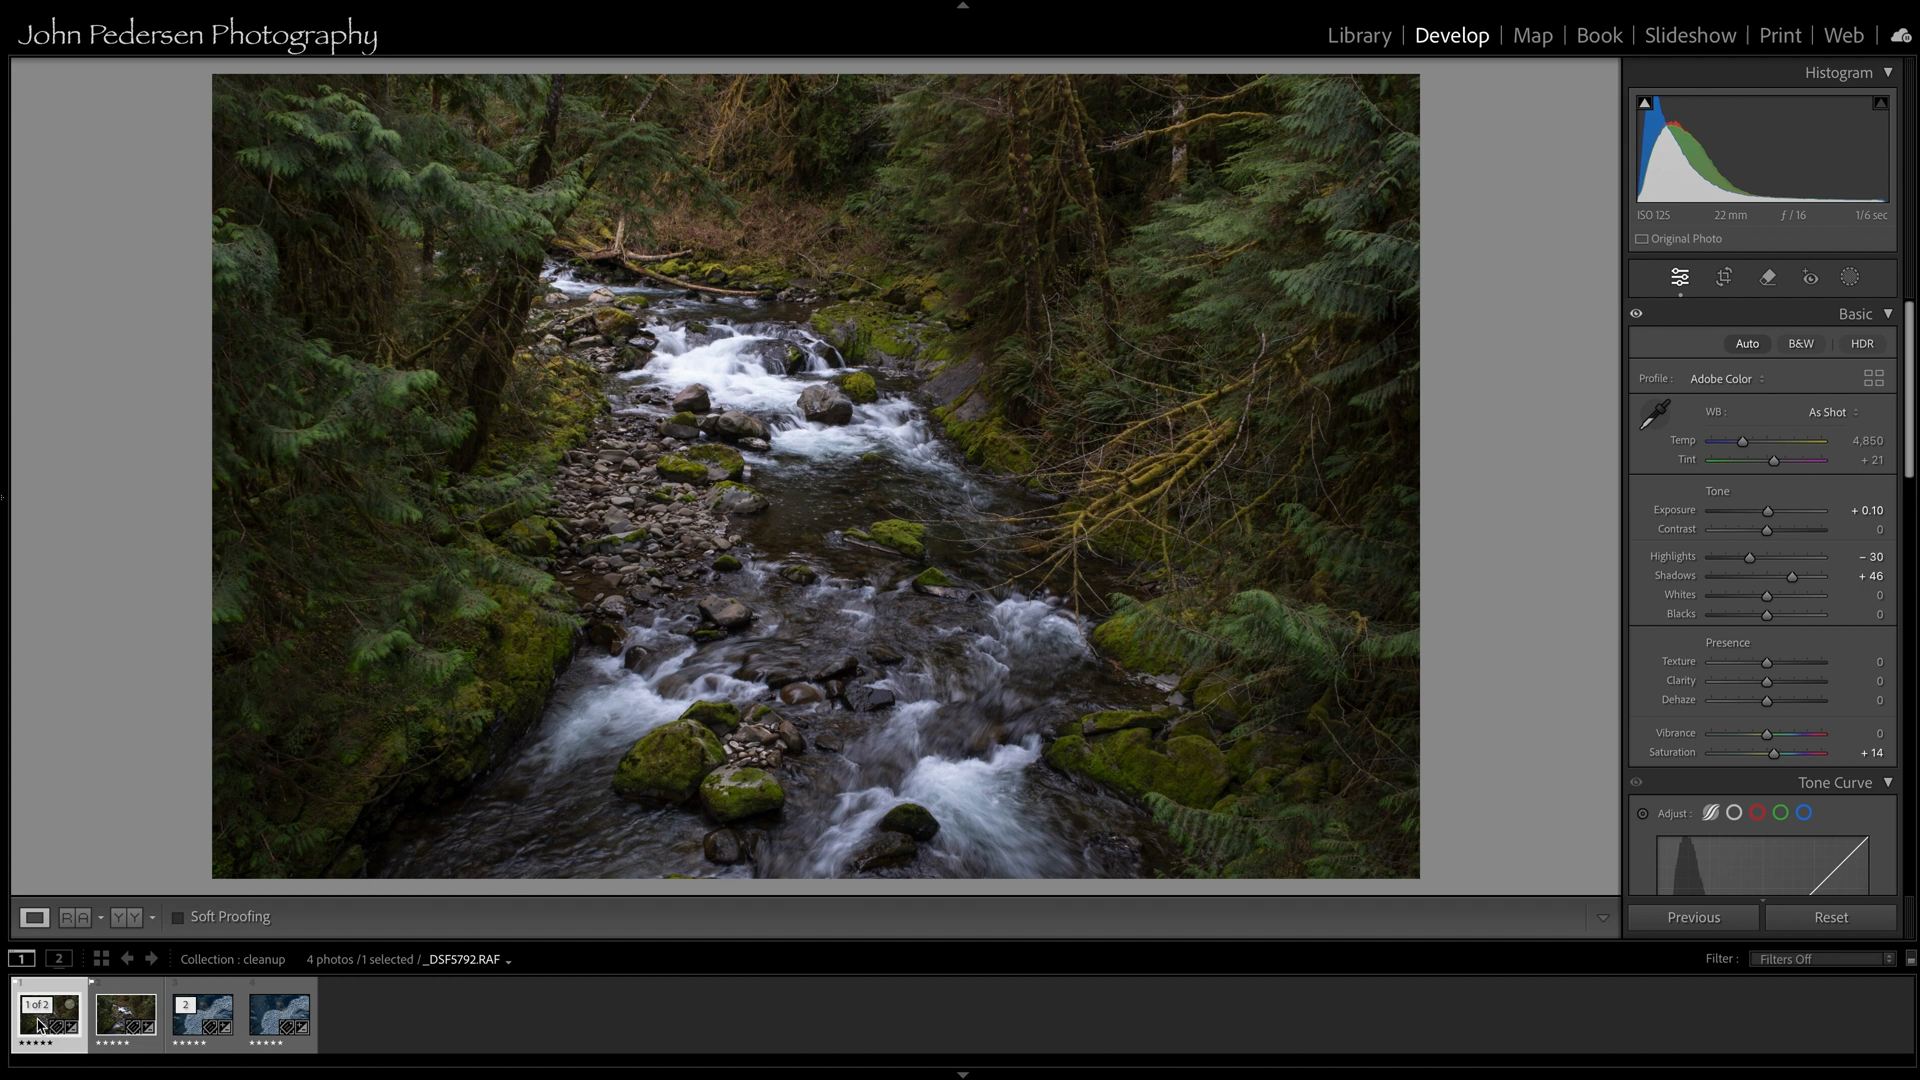 John Pedersen Photography
Library | Develop | Map | Book | Slideshow | Print | Web |
Histogram
ISO 125 22 mm ƒ / 16 1/6 sec
Original Photo
Basic
Auto B&W HDR
Profile : Adobe Color
WB : As Shot
Temp 4,850
Tint + 21
Tone
Exposure + 0.10
Contrast 0
Highlights − 30
Shadows + 46
Whites 0
Blacks 0
Presence
Texture 0
Clarity 0
Dehaze 0
Vibrance 0
Saturation + 14
Tone Curve
Adjust :
R A Y Y Soft Proofing
Previous Reset
1 2 Collection : cleanup 4 photos / 1 selected / _DSF5792.RAF Filter : Filters Off
1 2 3 4
1 of 2 2
★★★★★ ★★★★★ ★★★★★ ★★★★★